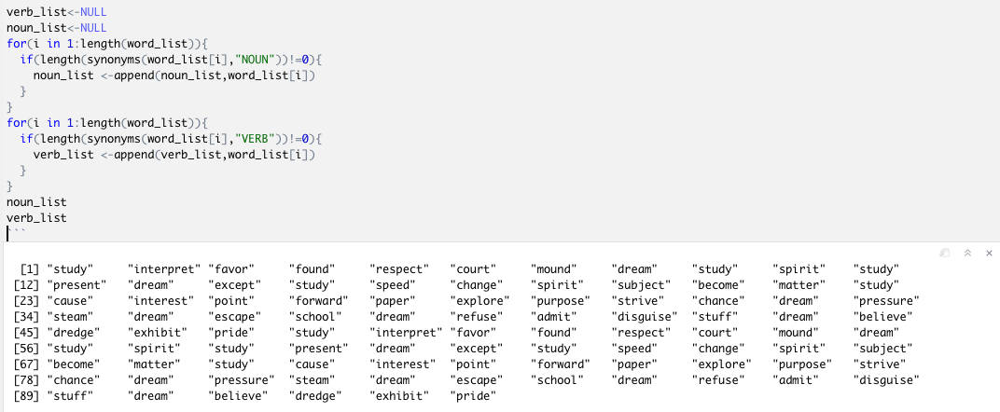 verb_list<-NULL
noun_list<-NULL
for(i in 1:length(word_list)){
  if(length(synonyms(word_list[i],"NOUN"))!=0){
    noun_list <-append(noun_list,word_list[i])
  }
}
for(i in 1:length(word_list)){
  if(length(synonyms(word_list[i],"VERB"))!=0){
    verb_list <-append(verb_list,word_list[i])
  }
}
noun_list
verb_list
```
[1] "study" "interpret" "favor" "found" "respect" "court" "mound" "dream" "study" "spirit" "study"
[12] "present" "dream" "except" "study" "speed" "change" "spirit" "subject" "become" "matter" "study"
[23] "cause" "interest" "point" "forward" "paper" "explore" "purpose" "strive" "chance" "dream" "pressure"
[34] "steam" "dream" "escape" "school" "dream" "refuse" "admit" "disguise" "stuff" "dream" "believe"
[45] "dredge" "exhibit" "pride" "study" "interpret" "favor" "found" "respect" "court" "mound" "dream"
[56] "study" "spirit" "study" "present" "dream" "except" "study" "speed" "change" "spirit" "subject"
[67] "become" "matter" "study" "cause" "interest" "point" "forward" "paper" "explore" "purpose" "strive"
[78] "chance" "dream" "pressure" "steam" "dream" "escape" "school" "dream" "refuse" "admit" "disguise"
[89] "stuff" "dream" "believe" "dredge" "exhibit" "pride"